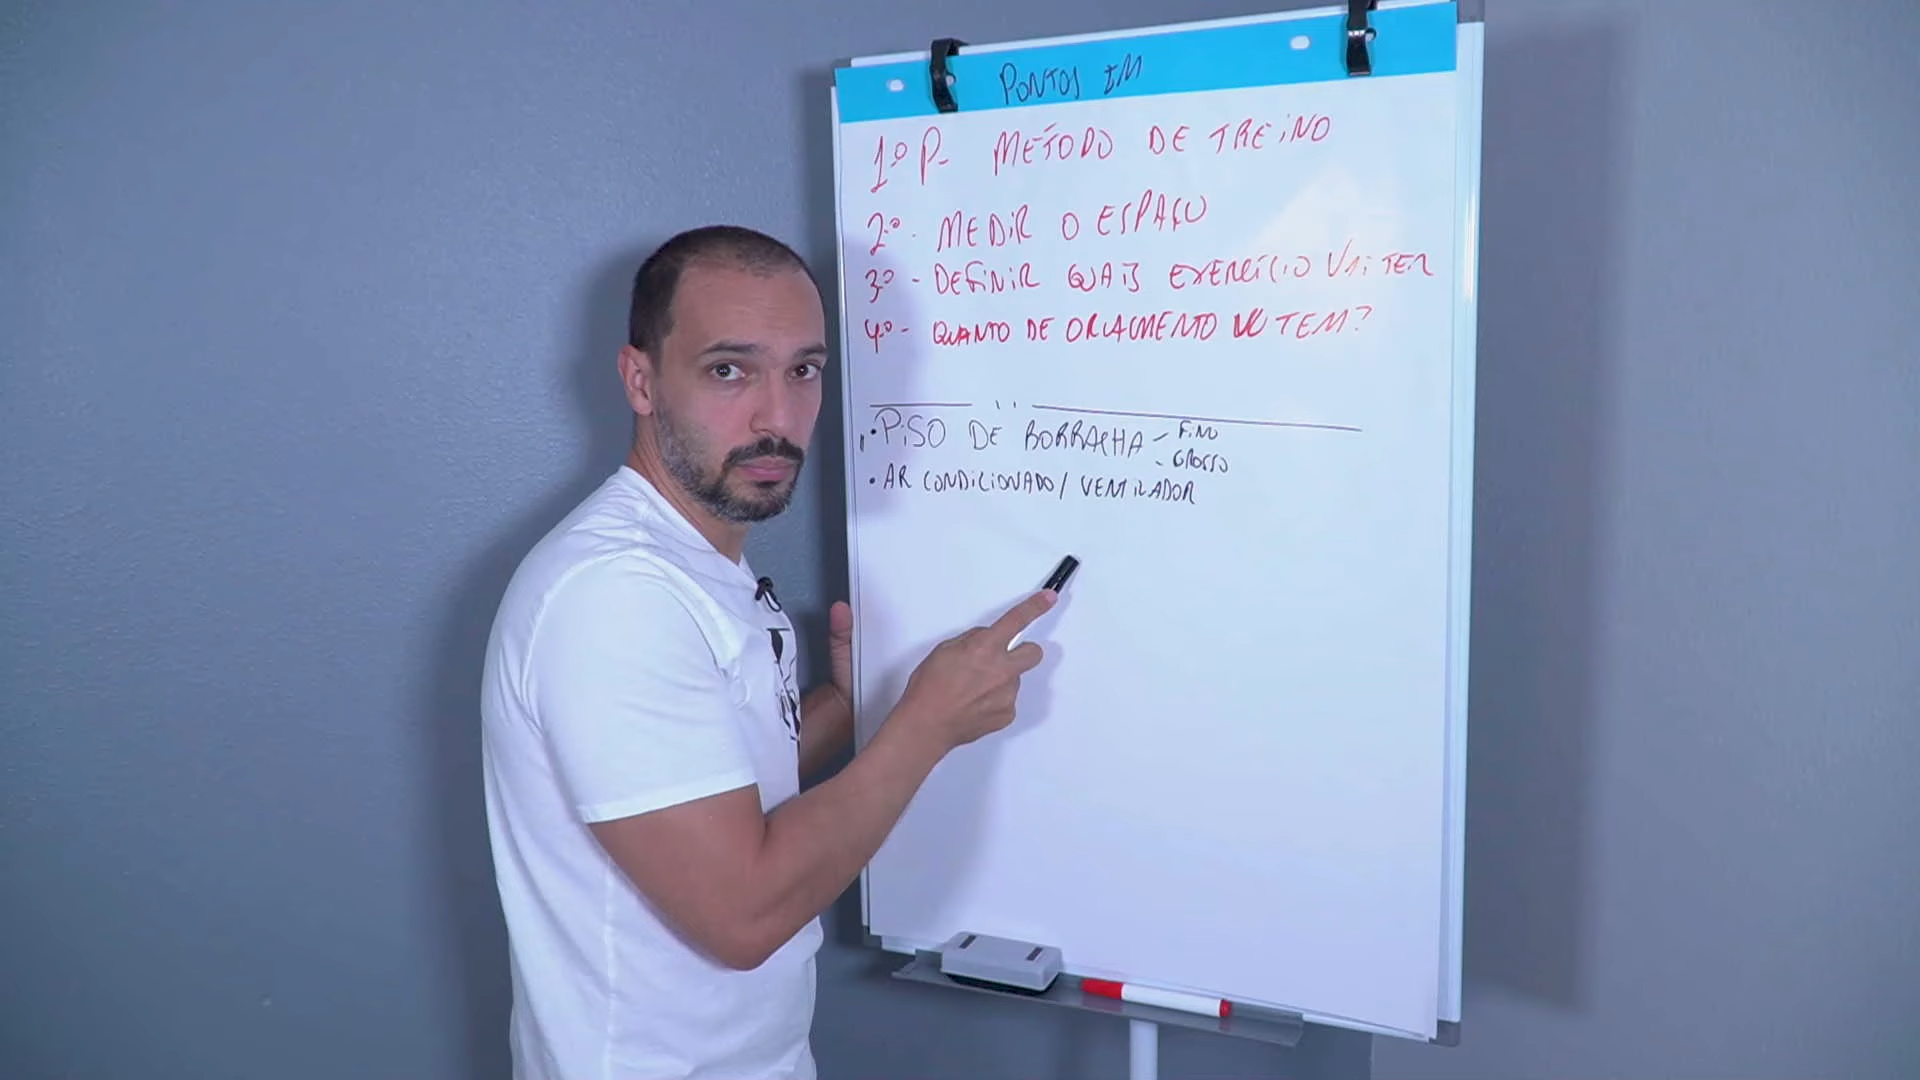 PONTOS EM
1º P- MÉTODO DE TREINO
2º - MEDIR O ESPAÇO
3º - DEFINIR QUAIS EXERCÍCIO VAI TER
4º - QUANTO DE ORÇAMENTO VC TEM?
• PISO DE BORRACHA - FINO
- GROSSO
• AR CONDICIONADO / VENTILADOR